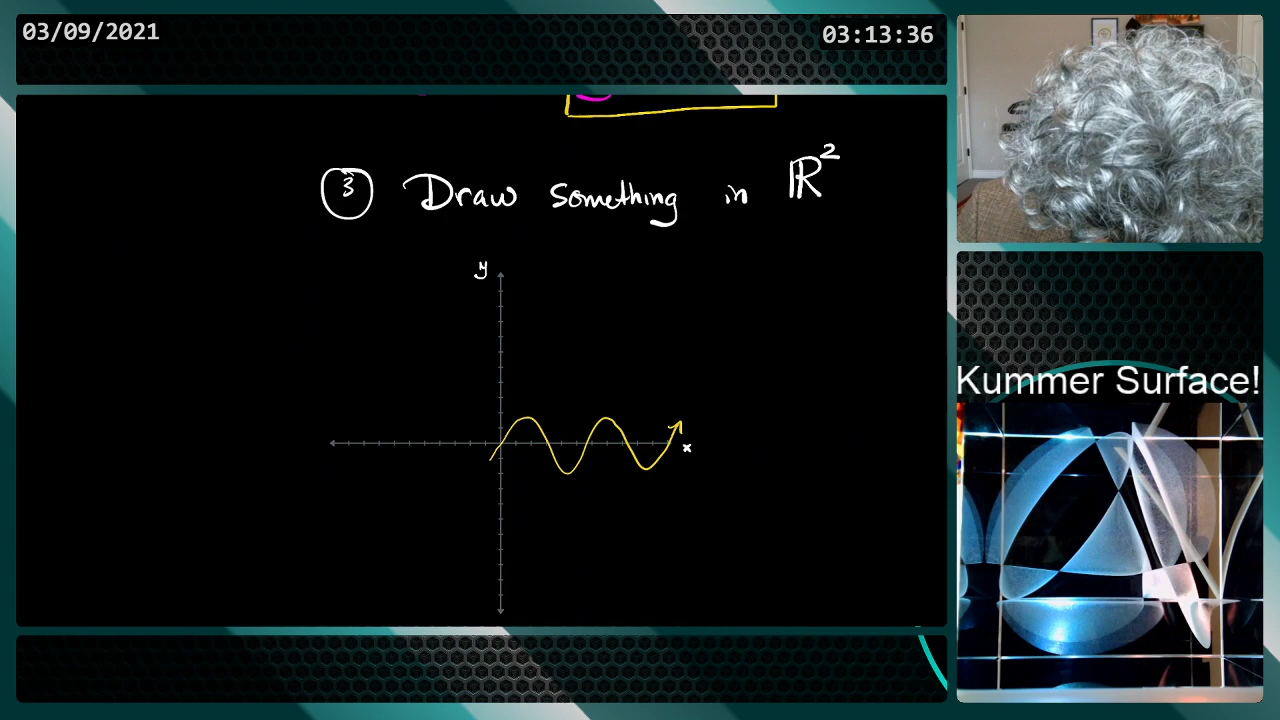 03/09/2021
03:13:36
③ Draw something in ℝ²
y
x
Kummer Surface!